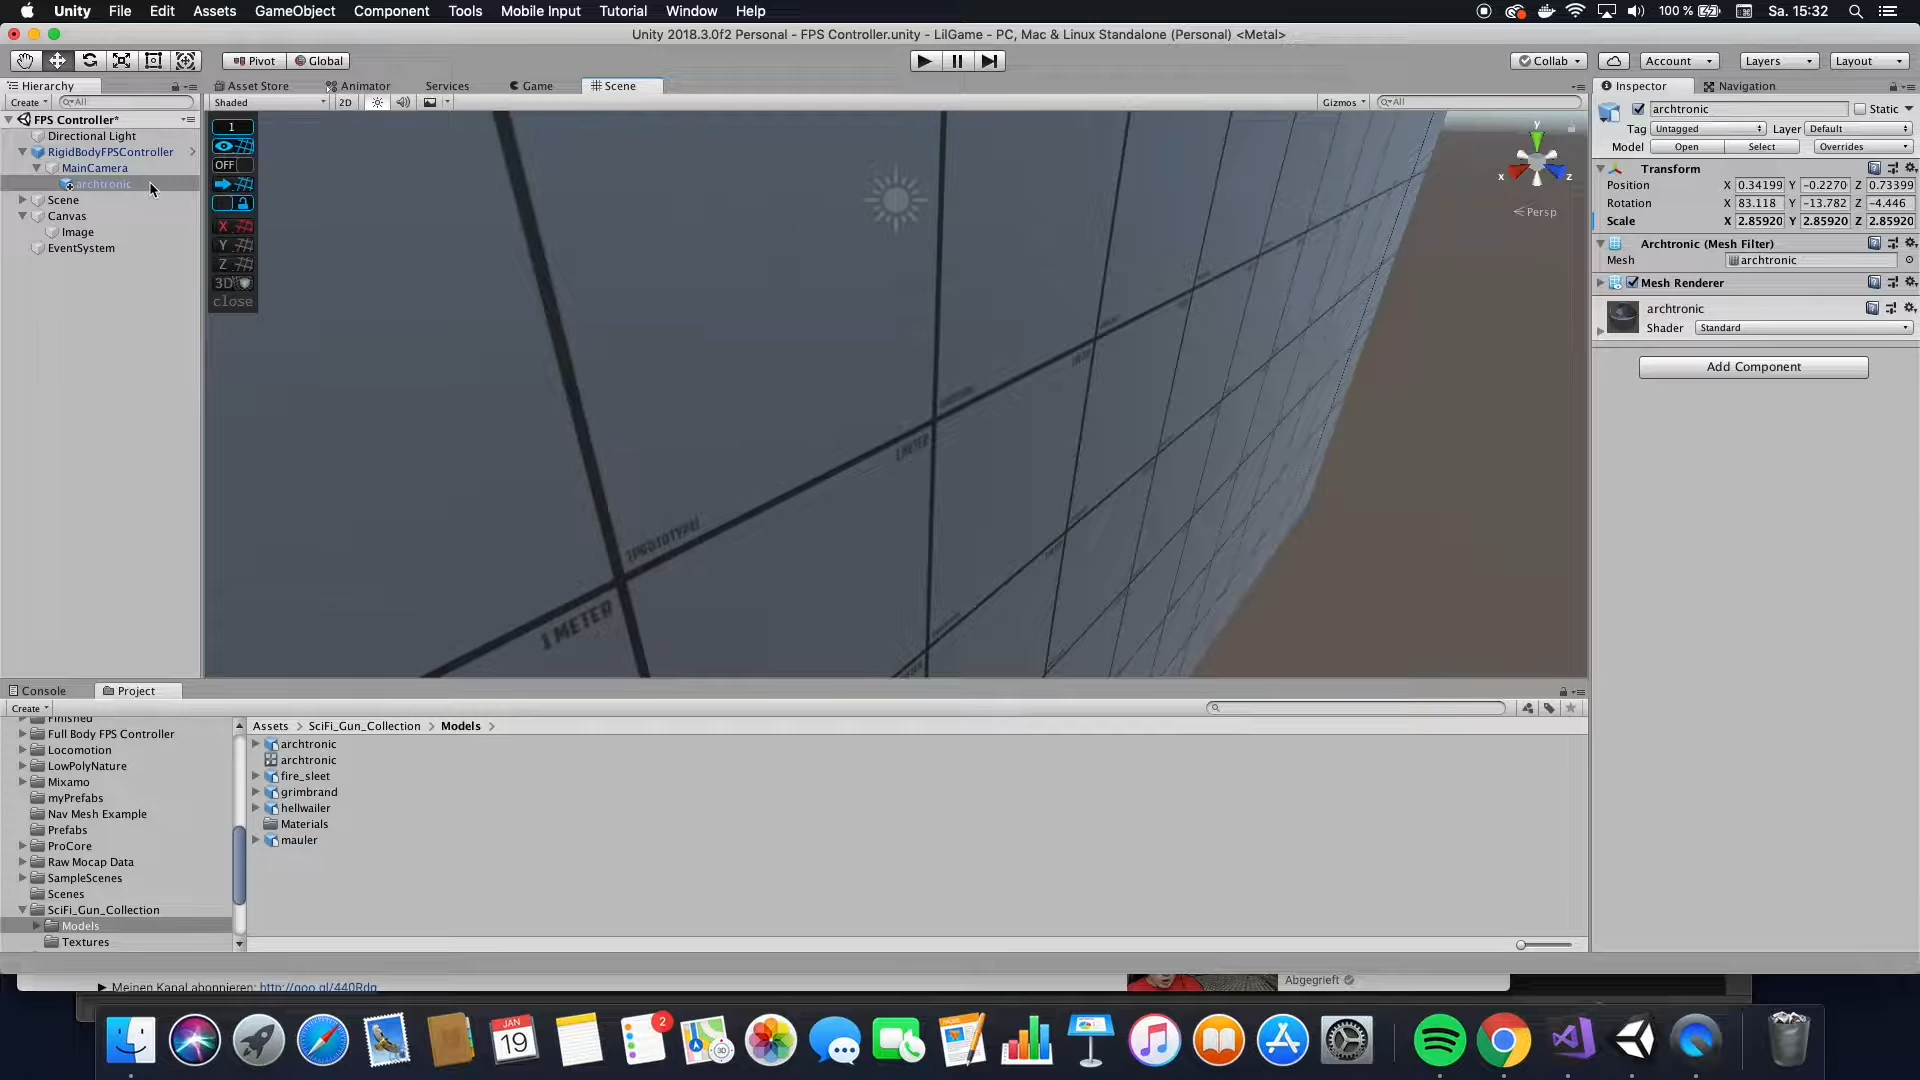 Unity File Edit Assets GameObject Component Tools Mobile Input Tutorial Window Help 100 % Sa. 15:32
Unity 2018.3.0f2 Personal - FPS Controller.unity - LilGame - PC, Mac & Linux Standalone (Personal) <Metal>
Pivot Global Collab Account Layers Layout
Hierarchy Asset Store Animator Services Game Scene Inspector Navigation
Create All Shaded 2D Gizmos All
archtronic Static
FPS Controller*
Directional Light
RigidBodyFPSController
MainCamera
archtronic
Scene
Canvas
Image
EventSystem
1
OFF
X
Y
Z
3D
close
y
x
z
Persp
1 METER
1 METER
Tag Untagged Layer Default
Model Open Select Overrides
Transform
Position X 0.34199 Y -0.2270 Z 0.73399
Rotation X 83.118 Y -13.782 Z -4.446
Scale X 2.85920 Y 2.85920 Z 2.85920
Archtronic (Mesh Filter)
Mesh archtronic
Mesh Renderer
archtronic
Shader Standard
Add Component
Console Project
Create
Finished
Full Body FPS Controller
Locomotion
LowPolyNature
Mixamo
myPrefabs
Nav Mesh Example
Prefabs
ProCore
Raw Mocap Data
SampleScenes
Scenes
SciFi_Gun_Collection
Models
Textures
Assets > SciFi_Gun_Collection > Models >
archtronic
archtronic
fire_sleet
grimbrand
hellwailer
Materials
mauler
▶ Meinen Kanal abonnieren: http://goo.gl/440Rdq
Abgegrieft
JAN
19
2
3D